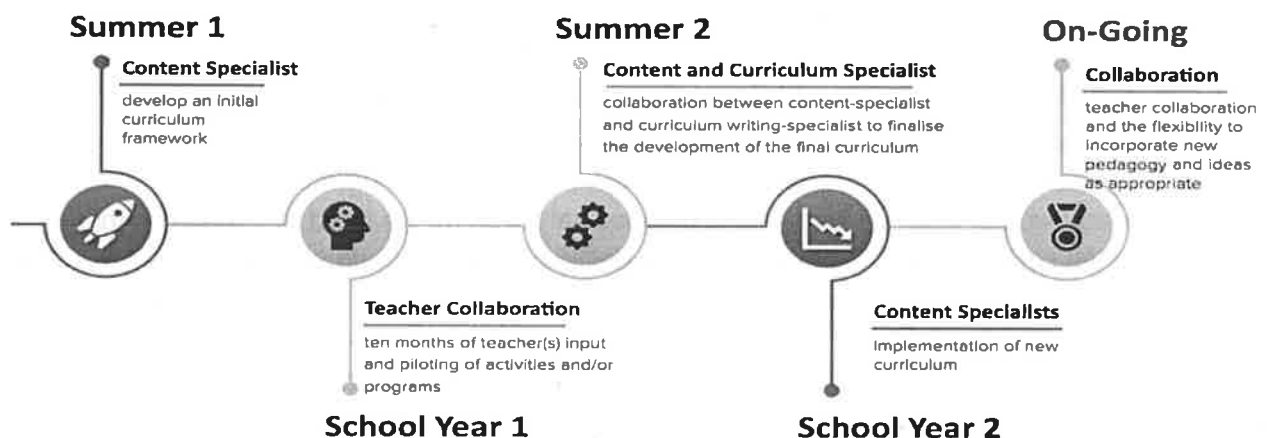 Summer 1
Content Specialist
develop an initial
curriculum
framework
Teacher Collaboration
ten months of teacher(s) input
and piloting of activities and/or
programs
School Year 1
Summer 2
Content and Curriculum Specialist
collaboration between content-specialist
and curriculum writing-specialist to finalise
the development of the final curriculum
Content Specialists
implementation of new
curriculum
School Year 2
On-Going
Collaboration
teacher collaboration
and the flexibility to
incorporate new
pedagogy and ideas
as appropriate